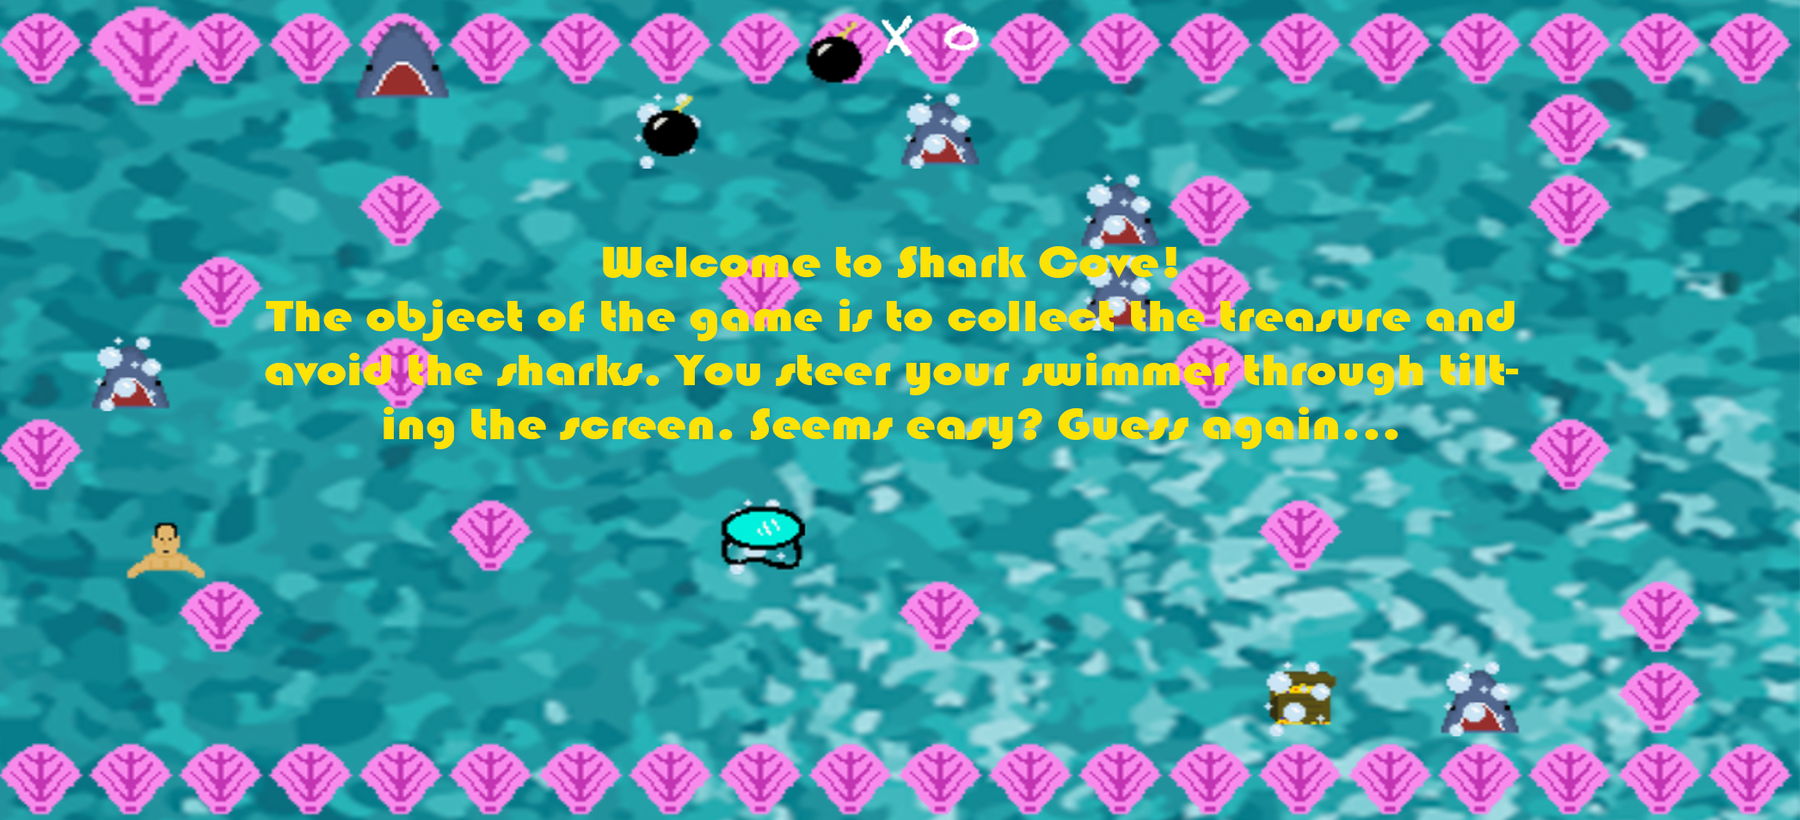 X 0
Welcome to Shark Cove!
The object of the game is to collect the treasure and
avoid the sharks. You steer your swimmer through tilt-
ing the screen. Seems easy? Guess again...